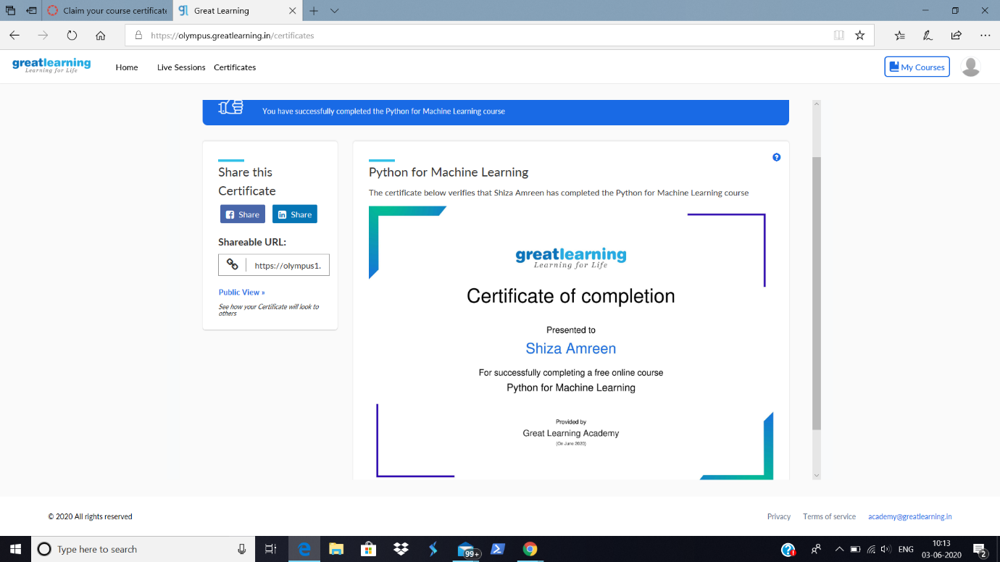 Claim your course certificate
Great Learning
https://olympus.greatlearning.in/certificates
greatlearning
Learning for Life
Home Live Sessions Certificates
My Courses
You have successfully completed the Python for Machine Learning course
Share this
Certificate
Share
Share
Shareable URL:
https://olympus1.
Public View »
See how your Certificate will look to
others
Python for Machine Learning
The certificate below verifies that Shiza Amreen has completed the Python for Machine Learning course
greatlearning
Learning for Life
Certificate of completion
Presented to
Shiza Amreen
For successfully completing a free online course
Python for Machine Learning
Provided by
Great Learning Academy
(On June 2020)
© 2020 All rights reserved
Privacy Terms of service academy@greatlearning.in
Type here to search
99+
ENG
10:13
03-06-2020
2